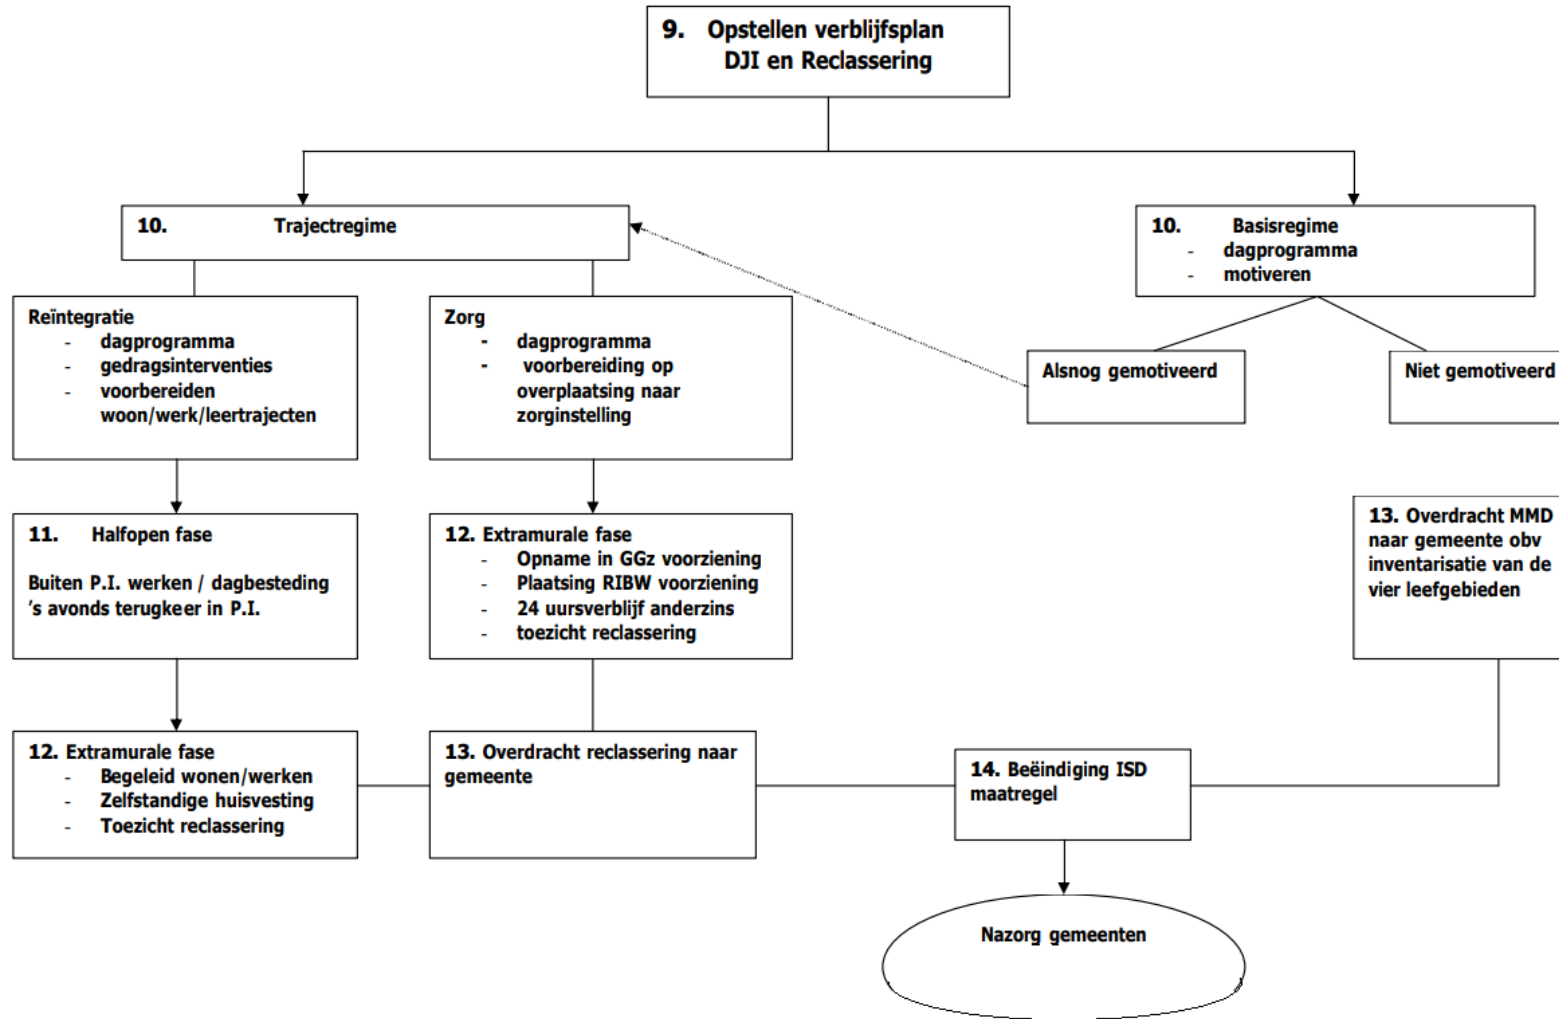 9. Opstellen verblijfsplan
DJI en Reclassering
10. Trajectregime
10. Basisregime
- dagprogramma
- motiveren
Reïntegratie
- dagprogramma
- gedragsinterventies
- voorbereiden
woon/werk/leertrajecten
Zorg
- dagprogramma
- voorbereiding op
overplaatsing naar
zorginstelling
Alsnog gemotiveerd
Niet gemotiveerd
11. Halfopen fase
Buiten P.I. werken / dagbesteding
's avonds terugkeer in P.I.
12. Extramurale fase
- Opname in GGz voorziening
- Plaatsing RIBW voorziening
- 24 uursverblijf anderzins
- toezicht reclassering
13. Overdracht MMD
naar gemeente obv
inventarisatie van de
vier leefgebieden
12. Extramurale fase
- Begeleid wonen/werken
- Zelfstandige huisvesting
- Toezicht reclassering
13. Overdracht reclassering naar
gemeente
14. Beëindiging ISD
maatregel
Nazorg gemeenten